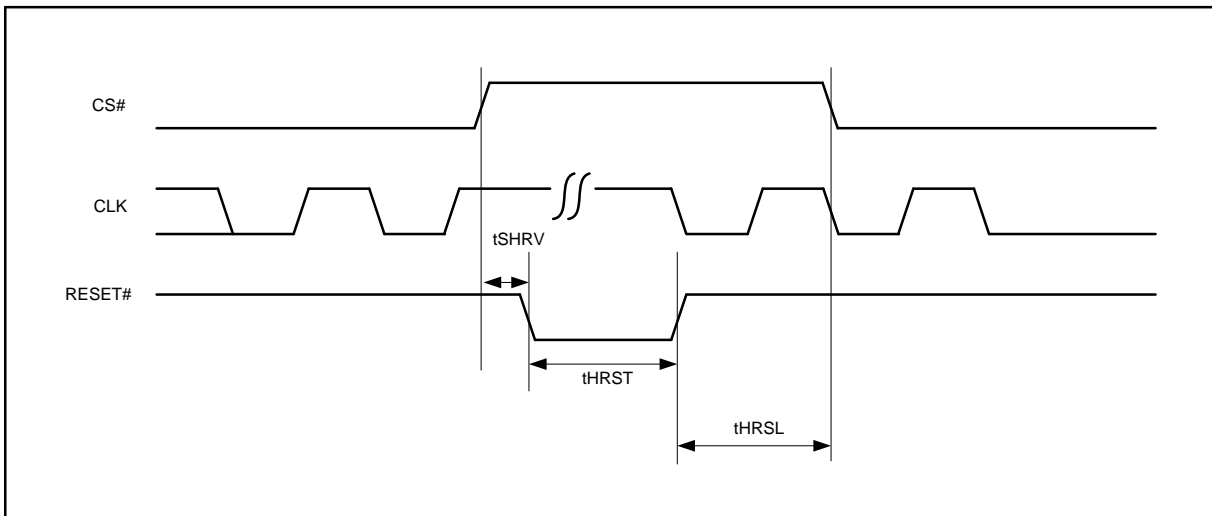 CS#
CLK
tSHRV
RESET#
tHRST
tHRSL